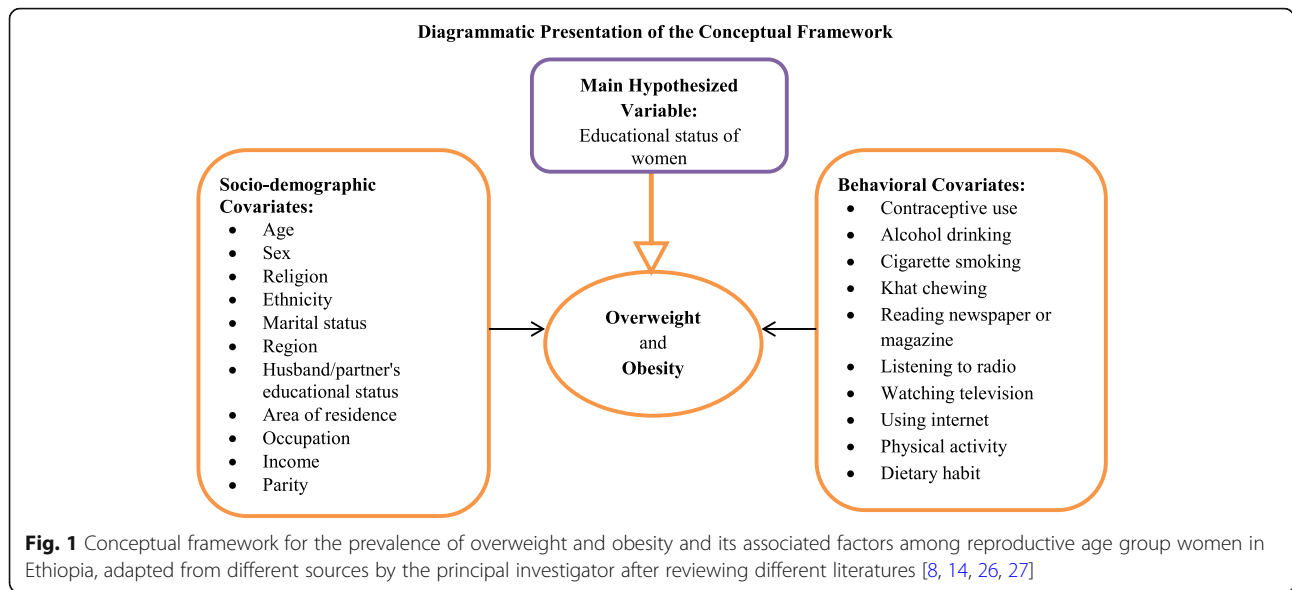 Diagrammatic Presentation of the Conceptual Framework
Main Hypothesized
Variable:
Educational status of
women
Socio-demographic
Covariates:
• Age
• Sex
• Religion
• Ethnicity
• Marital status
• Region
• Husband/partner's
educational status
• Area of residence
• Occupation
• Income
• Parity
Overweight
and
Obesity
Behavioral Covariates:
• Contraceptive use
• Alcohol drinking
• Cigarette smoking
• Khat chewing
• Reading newspaper or
magazine
• Listening to radio
• Watching television
• Using internet
• Physical activity
• Dietary habit
Fig. 1 Conceptual framework for the prevalence of overweight and obesity and its associated factors among reproductive age group women in
Ethiopia, adapted from different sources by the principal investigator after reviewing different literatures [8, 14, 26, 27]